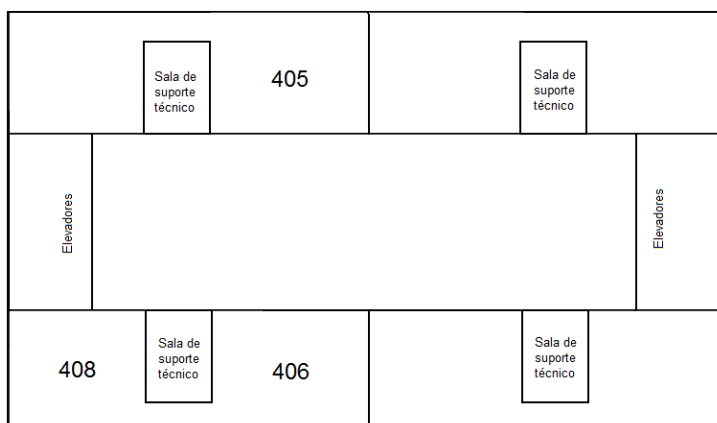 Sala de
suporte
técnico
405
Sala de
suporte
técnico
Elevadores
Elevadores
408
Sala de
suporte
técnico
406
Sala de
suporte
técnico